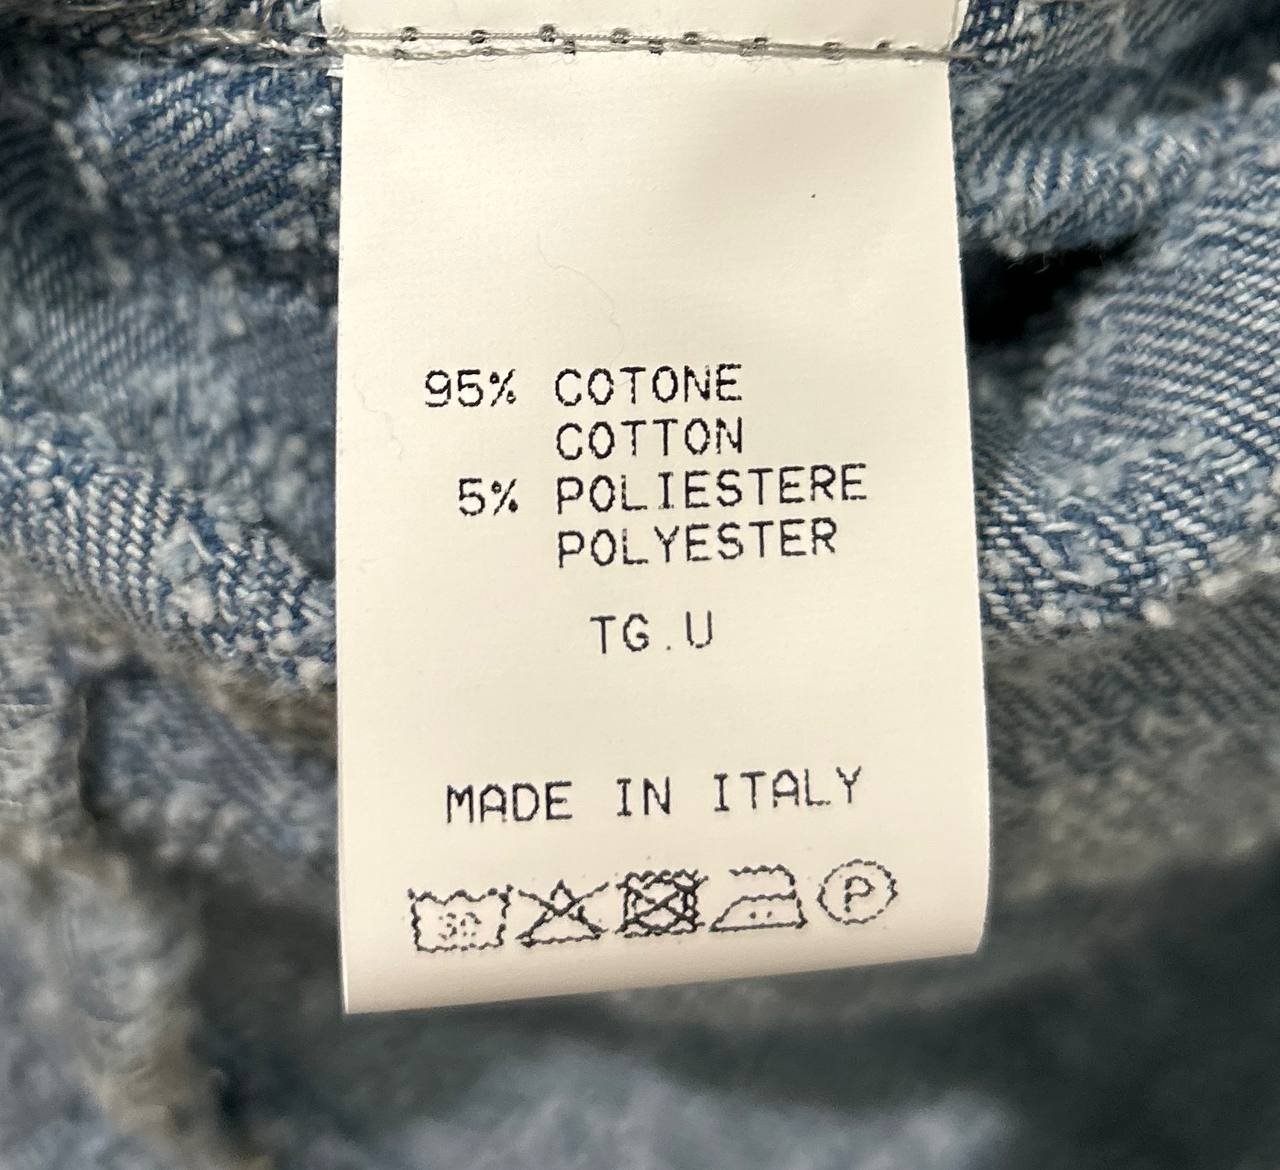 95% COTONE
COTTON
5% POLIESTERE
POLYESTER
TG.U
MADE IN ITALY
30 P